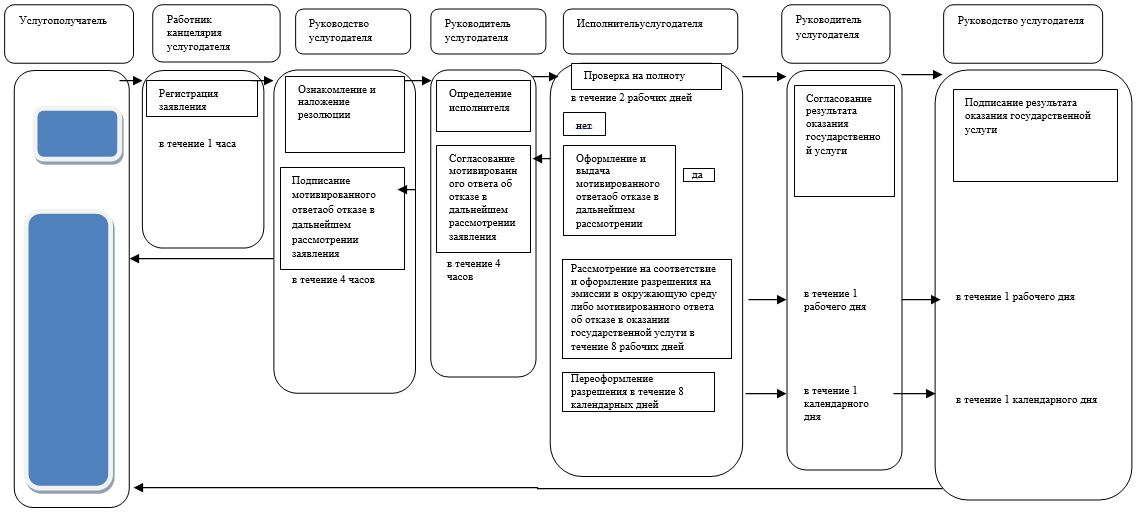 Услугополучатель
Работник
канцелярия
услугодателя
Руководство
услугодателя
Руководитель
услугодателя
Исполнительуслугодателя
Руководитель
услугодателя
Руководство услугодателя
Регистрация
заявления
в течение 1 часа
Ознакомление и
наложение
резолюции
Подписание
мотивированного
ответаоб отказе в
дальнейшем
рассмотрении
заявления
в течение 4 часов
Определение
исполнителя
Согласование
мотивированн
ого ответа об
отказе в
дальнейшем
рассмотрении
заявления
в течение 4
часов
Проверка на полноту
в течение 2 рабочих дней
нет
Оформление и
выдача
мотивированного
ответаоб отказе в
дальнейшем
рассмотрении
да
Рассмотрение на соответствие
и оформление разрешения на
эмиссии в окружающую среду
либо мотивированного ответа
об отказе в оказании
государственной услуги в
течение 8 рабочих дней
Переоформление
разрешения в течение 8
календарных дней
Согласование
результата
оказания
государственно
й услуги
в течение 1
рабочего дня
в течение 1
календарного
дня
Подписание результата
оказания государственной
услуги
в течение 1 рабочего дня
в течение 1 календарного дня